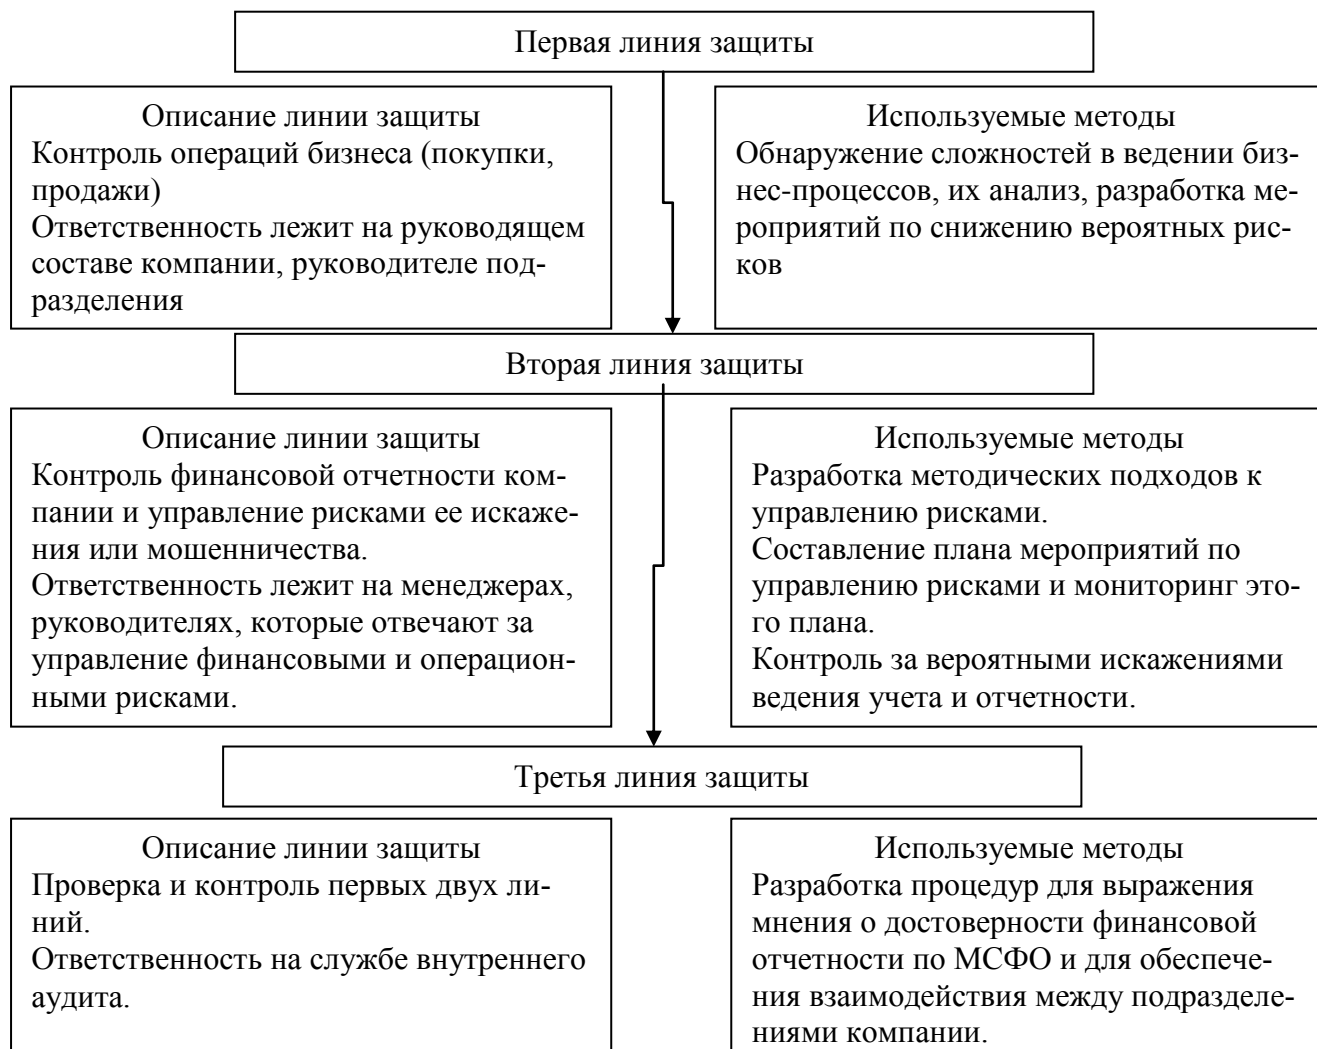 Первая линия защиты
Описание линии защиты
Контроль операций бизнеса (покупки,
продажи)
Ответственность лежит на руководящем
составе компании, руководителе под-
разделения
Используемые методы
Обнаружение сложностей в ведении биз-
нес-процессов, их анализ, разработка ме-
роприятий по снижению вероятных рис-
ков
Вторая линия защиты
Описание линии защиты
Контроль финансовой отчетности ком-
пании и управление рисками ее искаже-
ния или мошенничества.
Ответственность лежит на менеджерах,
руководителях, которые отвечают за
управление финансовыми и операцион-
ными рисками.
Используемые методы
Разработка методических подходов к
управлению рисками.
Составление плана мероприятий по
управлению рисками и мониторинг это-
го плана.
Контроль за вероятными искажениями
ведения учета и отчетности.
Третья линия защиты
Описание линии защиты
Проверка и контроль первых двух ли-
ний.
Ответственность на службе внутреннего
аудита.
Используемые методы
Разработка процедур для выражения
мнения о достоверности финансовой
отчетности по МСФО и для обеспече-
ния взаимодействия между подразделе-
ниями компании.